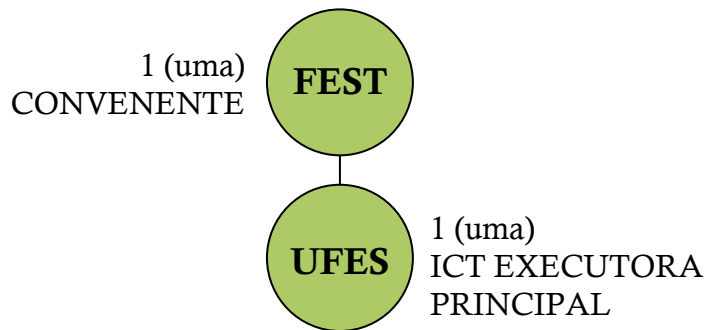 1 (uma)
CONVENENTE
FEST
UFES
1 (uma)
ICT EXECUTORA
PRINCIPAL